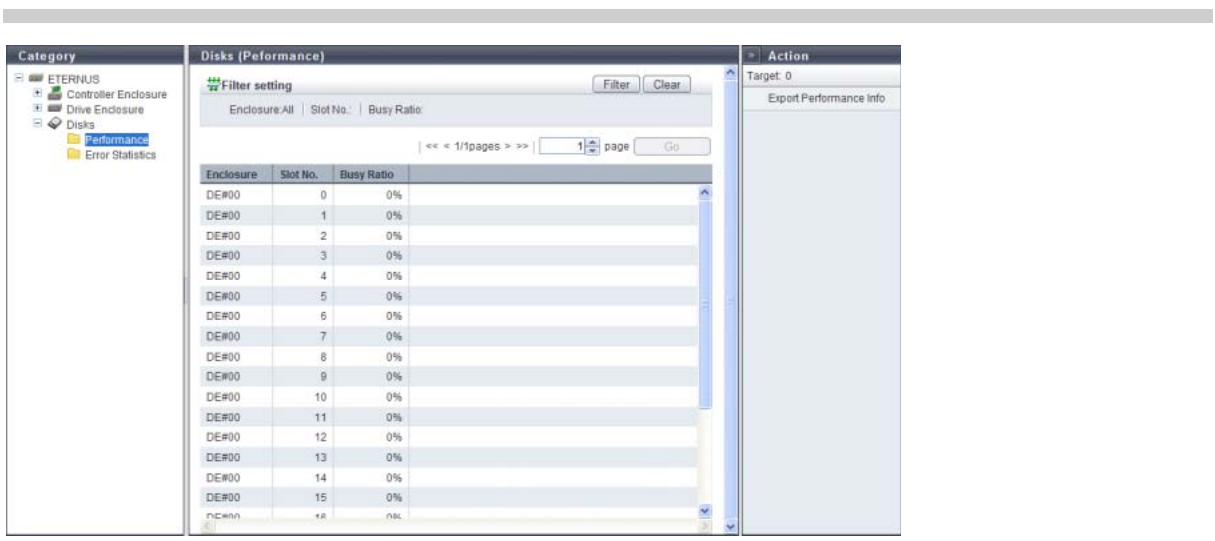 Category
ETERNUS
Controller Enclosure
Drive Enclosure
Disks
Performance
Error Statistics
Disks (Peformance)
Filter setting
Filter Clear
Enclosure:All | Slot No.: | Busy Ratio:
| << < 1/1pages > >> | 1 page Go
Enclosure Slot No. Busy Ratio
DE#00 0 0%
DE#00 1 0%
DE#00 2 0%
DE#00 3 0%
DE#00 4 0%
DE#00 5 0%
DE#00 6 0%
DE#00 7 0%
DE#00 8 0%
DE#00 9 0%
DE#00 10 0%
DE#00 11 0%
DE#00 12 0%
DE#00 13 0%
DE#00 14 0%
DE#00 15 0%
DE#00 16 0%
» Action
Target: 0
Export Performance Info